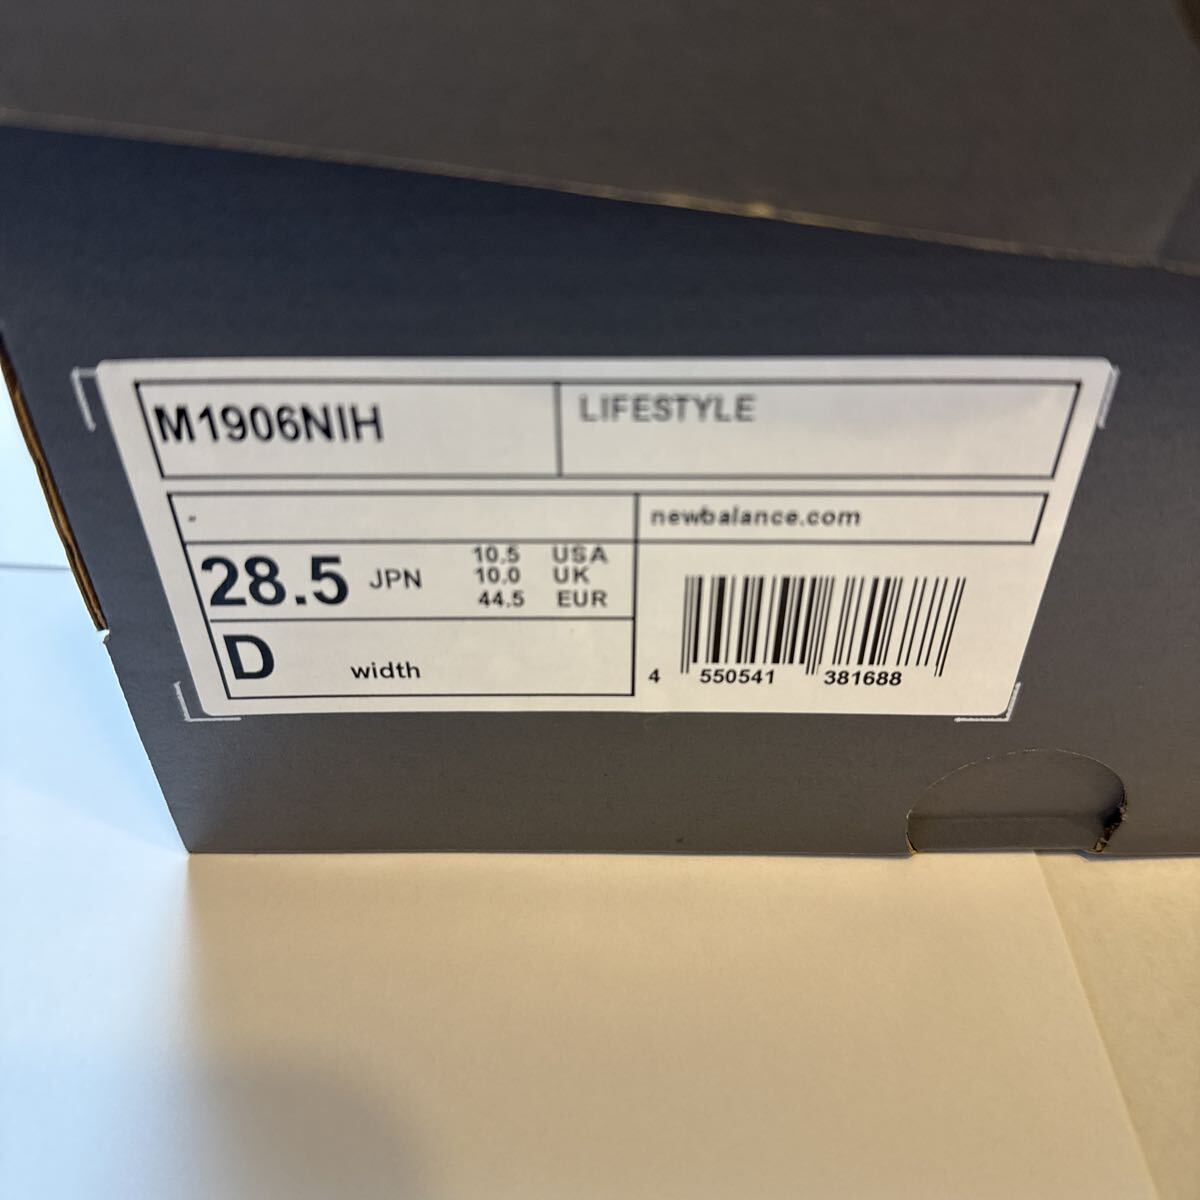 M1906NIH
LIFESTYLE
-
newbalance.com
28.5 JPN
10.5 USA
10.0 UK
44.5 EUR
D width
4 550541 381688